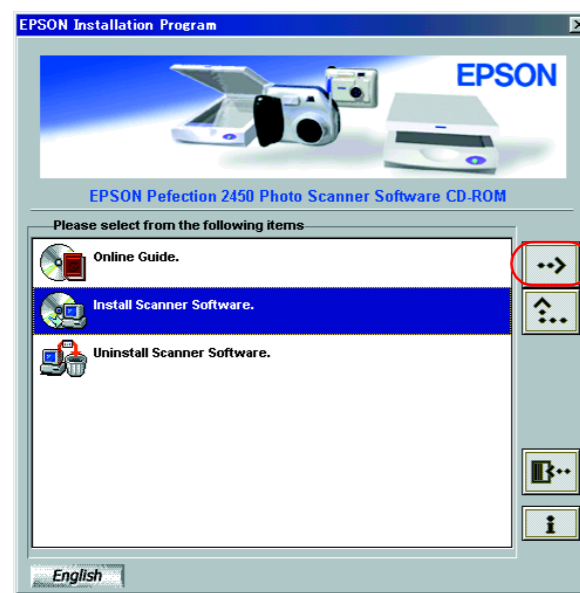 EPSON Installation Program
EPSON
EPSON Pefection 2450 Photo Scanner Software CD-ROM
Please select from the following items
Online Guide.
Install Scanner Software.
Uninstall Scanner Software.
i
English